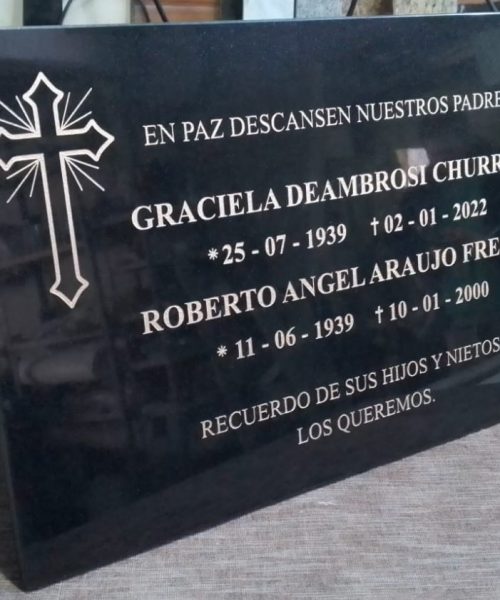 EN PAZ DESCANSEN NUESTROS PADRE
GRACIELA DEAMBROSI CHURR
*25 - 07 - 1939 †02 - 01 - 2022
ROBERTO ANGEL ARAUJO FRE
* 11 - 06 - 1939 †10 - 01 - 2000
RECUERDO DE SUS HIJOS Y NIETOS
LOS QUEREMOS.